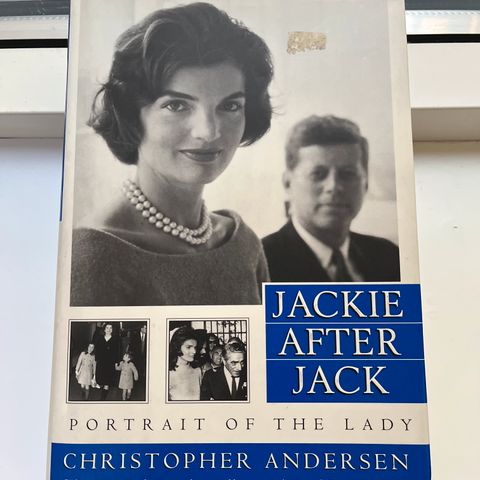 JACKIE
AFTER
JACK
PORTRAIT OF THE LADY
CHRISTOPHER ANDERSEN